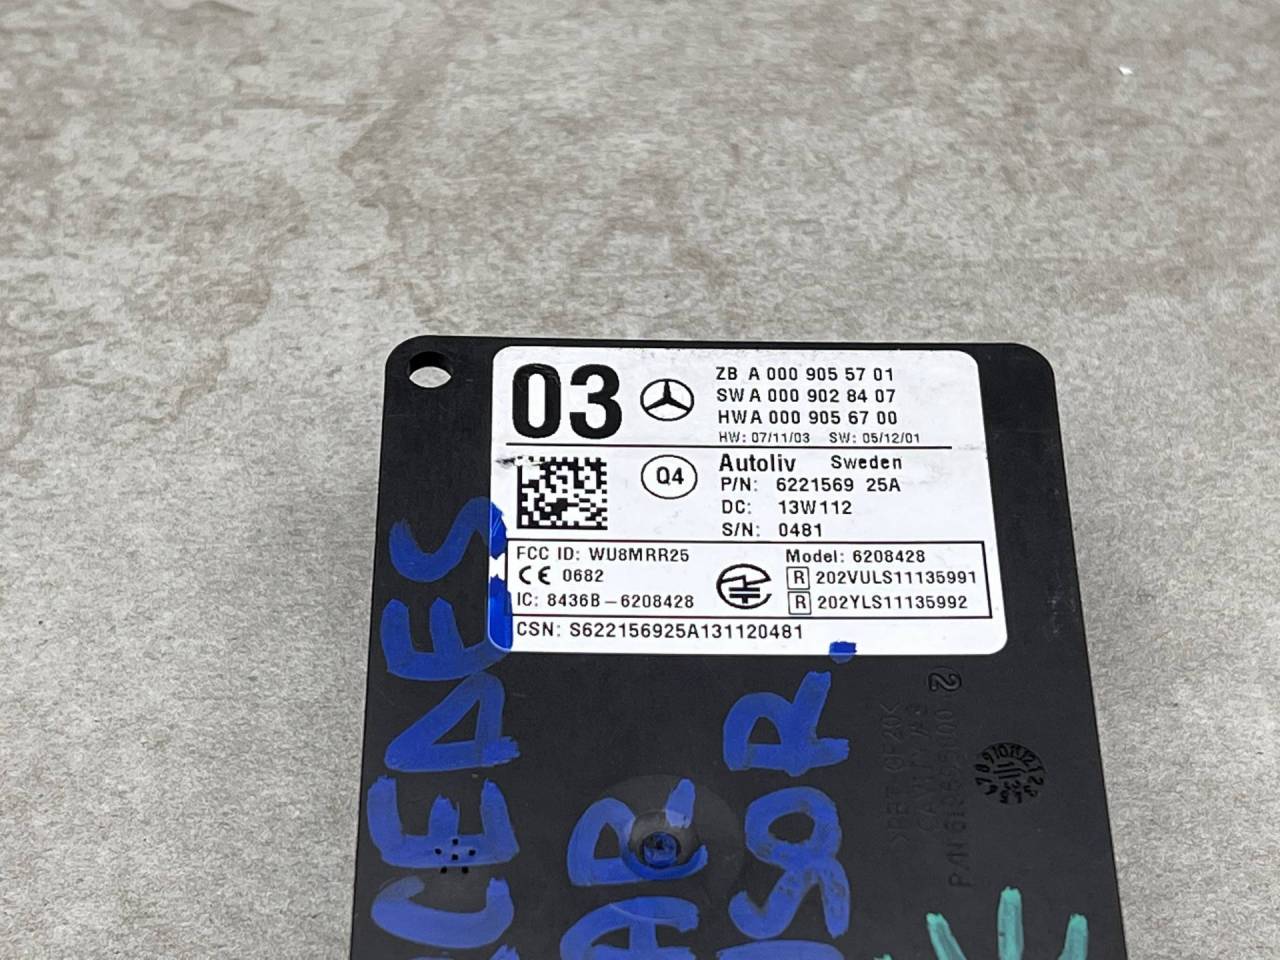 03
ZB A 000 905 57 01
SW A 000 902 84 07
HW A 000 905 67 00
HW: 07/11/03 SW: 05/12/01
Q4
Autoliv Sweden
P/N: 6221569 25A
DC: 13W112
S/N: 0481
FCC ID: WU8MRR25
Model: 6208428
CE 0682
R 202VULS11135991
IC: 8436B-6208428
R 202YLS11135992
CSN: S622156925A131120481